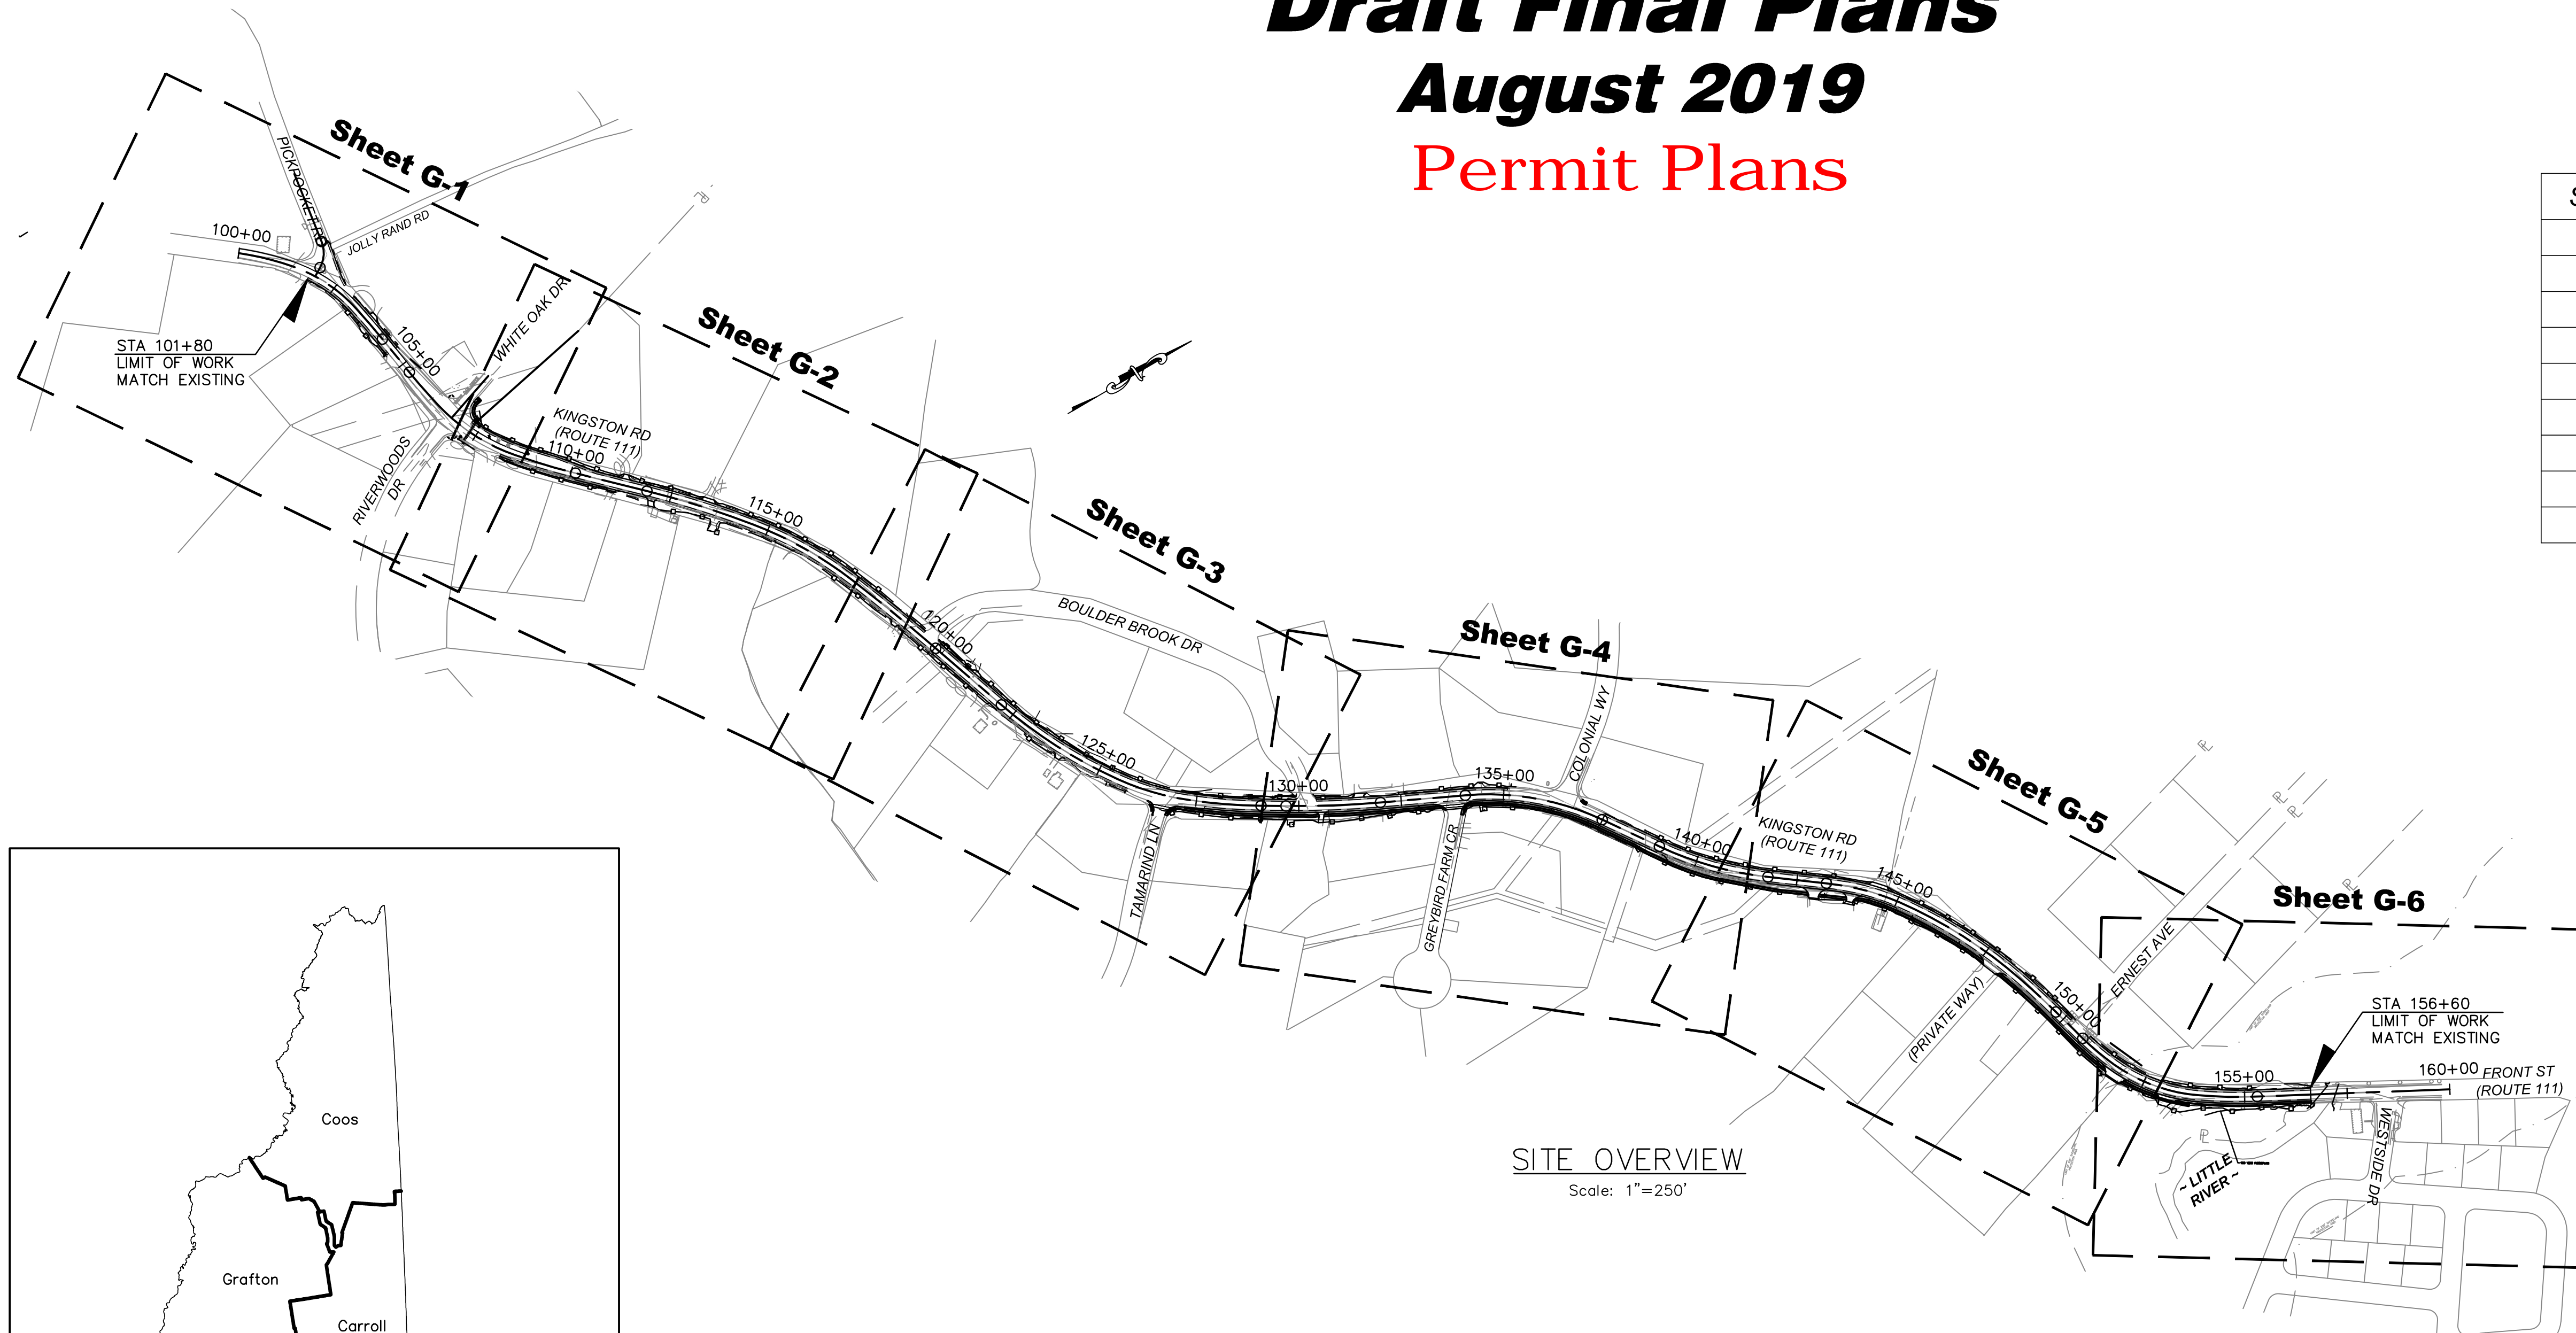 Draft Final Plans
August 2019
Permit Plans
Sheet G-1
PICKPOCKET RD
JOLLY RAND RD
100+00
STA 101+80
LIMIT OF WORK
MATCH EXISTING
105+00
WHITE OAK DR
RIVERWOODS
DR
Sheet G-2
KINGSTON RD
(ROUTE 111)
110+00
115+00
Sheet G-3
120+00
BOULDER BROOK DR
125+00
TAMARIND LN
130+00
Sheet G-4
135+00
COLONIAL WY
GREYBIRD FARM CR
140+00
KINGSTON RD
(ROUTE 111)
145+00
Sheet G-5
(PRIVATE WAY)
ERNEST AVE
150+00
Sheet G-6
STA 156+60
LIMIT OF WORK
MATCH EXISTING
155+00
160+00
FRONT ST
(ROUTE 111)
WESTSIDE DR
~ LITTLE
RIVER ~
SITE OVERVIEW
Scale: 1"=250'
Coos
Grafton
Carroll